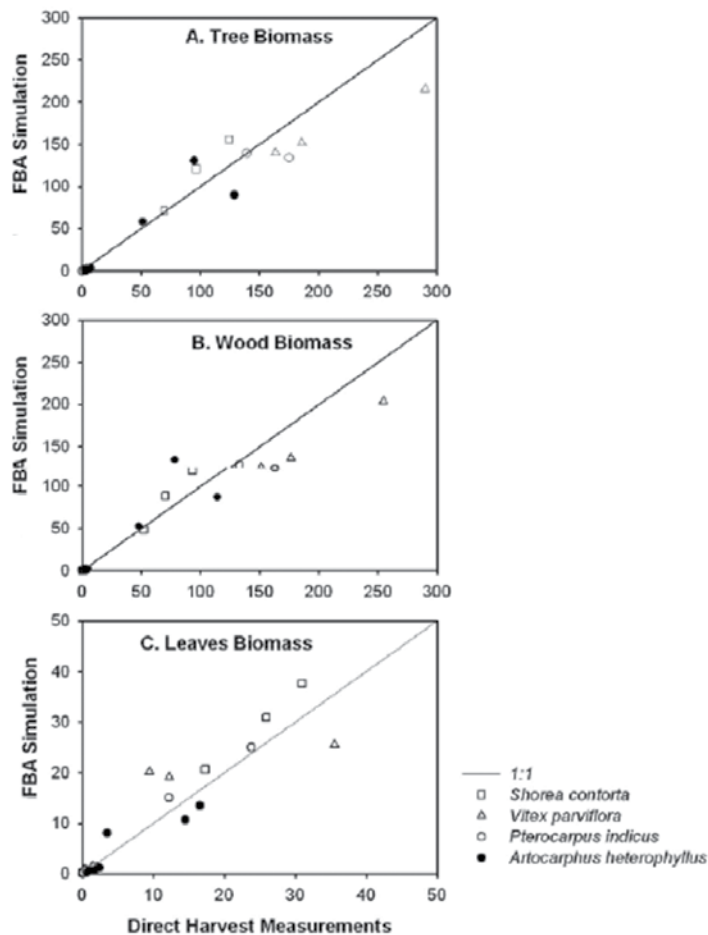 A. Tree Biomass
FBA Simulation
300
250
200
150
100
50
0
0 50 100 150 200 250 300
B. Wood Biomass
FBA Simulation
300
250
200
150
100
50
0
0 50 100 150 200 250 300
C. Leaves Biomass
FBA Simulation
50
40
30
20
10
0
0 10 20 30 40 50
Direct Harvest Measurements
1:1
Shorea contorta
Vitex parviflora
Pterocarpus indicus
Artocarphus heterophyllus